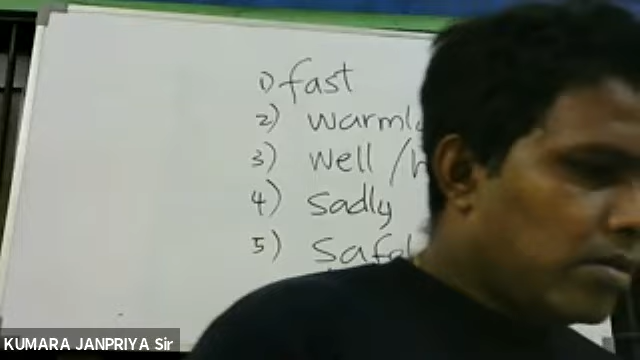 1) fast
2)
3) well /
4) sadly
5)
KUMARA JANPRIYA Sir